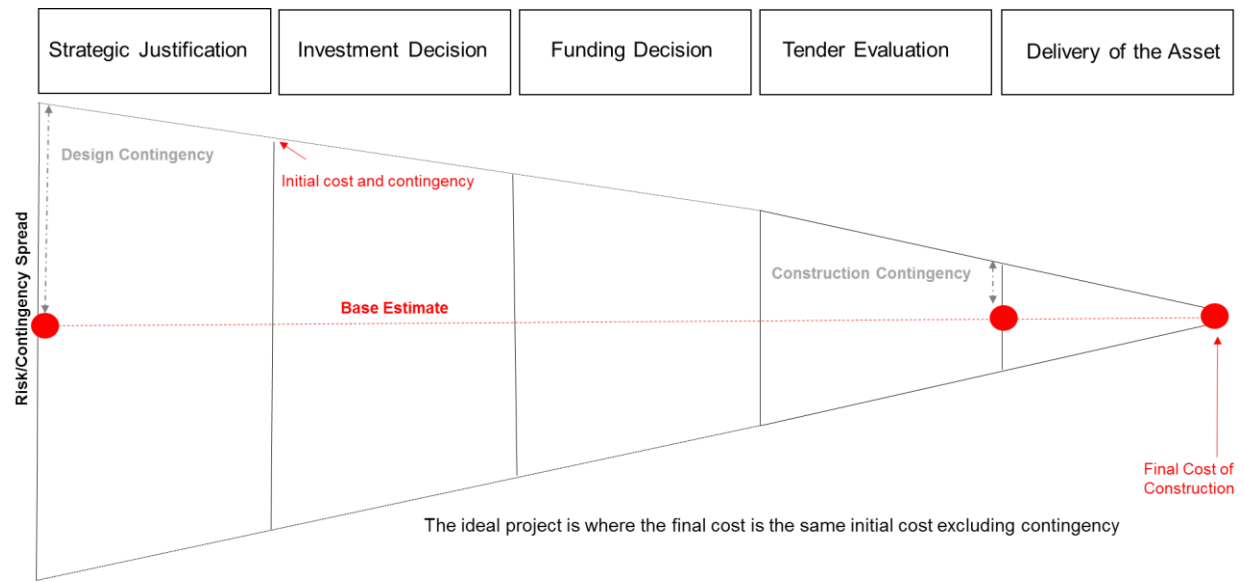 Strategic Justification
Investment Decision
Funding Decision
Tender Evaluation
Delivery of the Asset
Design Contingency
Initial cost and contingency
Risk/Contingency Spread
Construction Contingency
Base Estimate
Final Cost of
Construction
The ideal project is where the final cost is the same initial cost excluding contingency